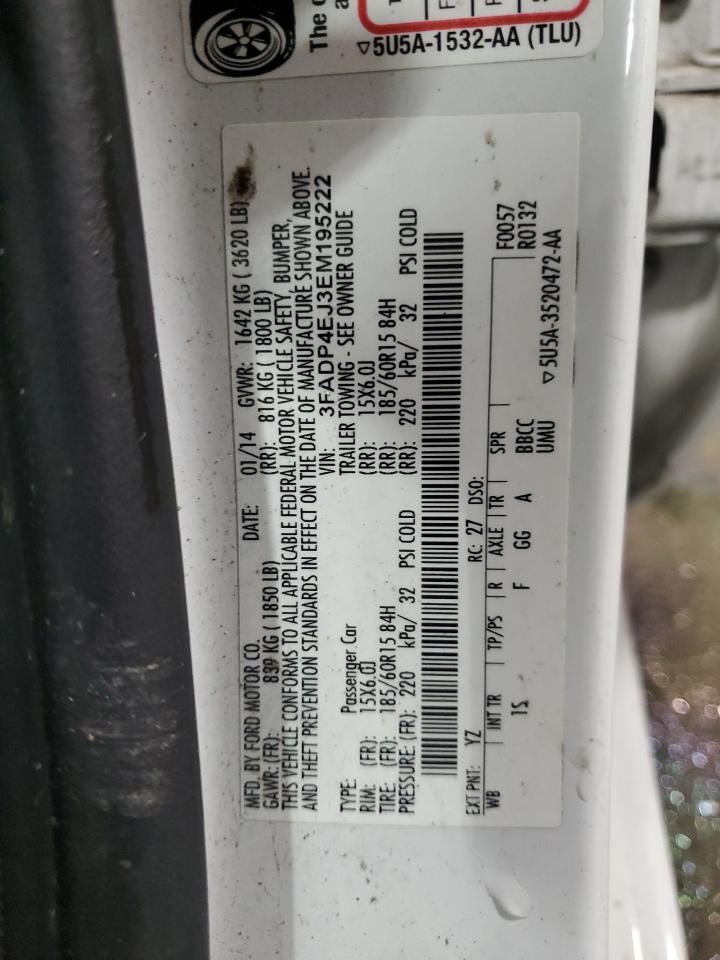 The
5U5A-1532-AA (TLU)
MFD. BY FORD MOTOR CO. DATE: 01/14 GVWR: 1642 KG ( 3620 LB)
GAWR: (FR): 839 KG ( 1850 LB) (RR): 816 KG ( 1800 LB)
THIS VEHICLE CONFORMS TO ALL APPLICABLE FEDERAL MOTOR VEHICLE SAFETY, BUMPER,
AND THEFT PREVENTION STANDARDS IN EFFECT ON THE DATE OF MANUFACTURE SHOWN ABOVE.
VIN: 3FADP4EJ3EM195222
TYPE: Passenger Car TRAILER TOWING - SEE OWNER GUIDE
RIM: (FR): 15X6.0J (RR): 15X6.0J
TIRE: (FR): 185/60R15 84H (RR): 185/60R15 84H
PRESSURE: (FR): 220 kPa/ 32 PSI COLD (RR): 220 kPa/ 32 PSI COLD
EXT PNT: YZ RC: 27 DSO:
WB INT TR TP/PS R AXLE TR SPR F0057
1S F GG A BBCC R0132
UMU
5U5A-3520472-AA